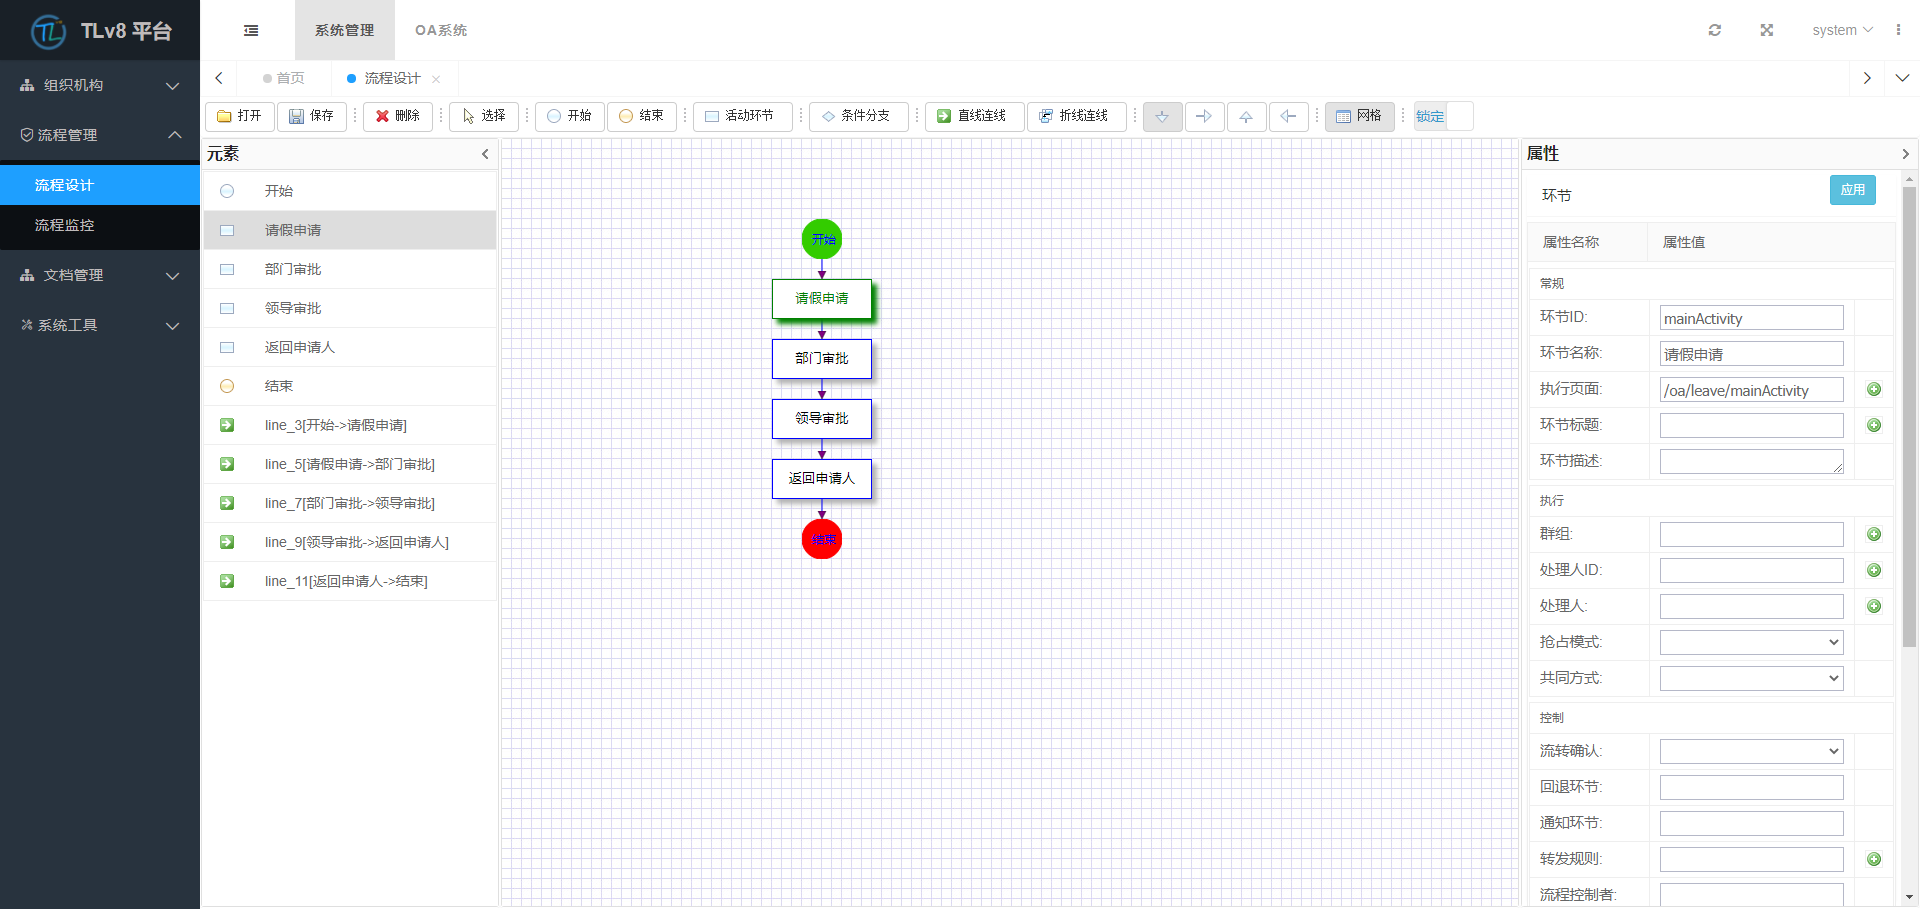 TLv8 平台
系统管理
OA系统
system
组织机构
流程管理
流程设计
流程监控
文档管理
系统工具
首页
流程设计
打开
保存
删除
选择
开始
结束
活动环节
条件分支
直线连线
折线连线
网格
锁定
元素
开始
请假申请
部门审批
领导审批
返回申请人
结束
line_3[开始->请假申请]
line_5[请假申请->部门审批]
line_7[部门审批->领导审批]
line_9[领导审批->返回申请人]
line_11[返回申请人->结束]
开始
请假申请
部门审批
领导审批
返回申请人
结束
属性
环节
应用
属性名称 属性值
常规
环节ID: mainActivity
环节名称: 请假申请
执行页面: /oa/leave/mainActivity
环节标题:
环节描述:
执行
群组:
处理人ID:
处理人:
抢占模式:
共同方式:
控制
流转确认:
回退环节:
通知环节:
转发规则:
流程控制者: